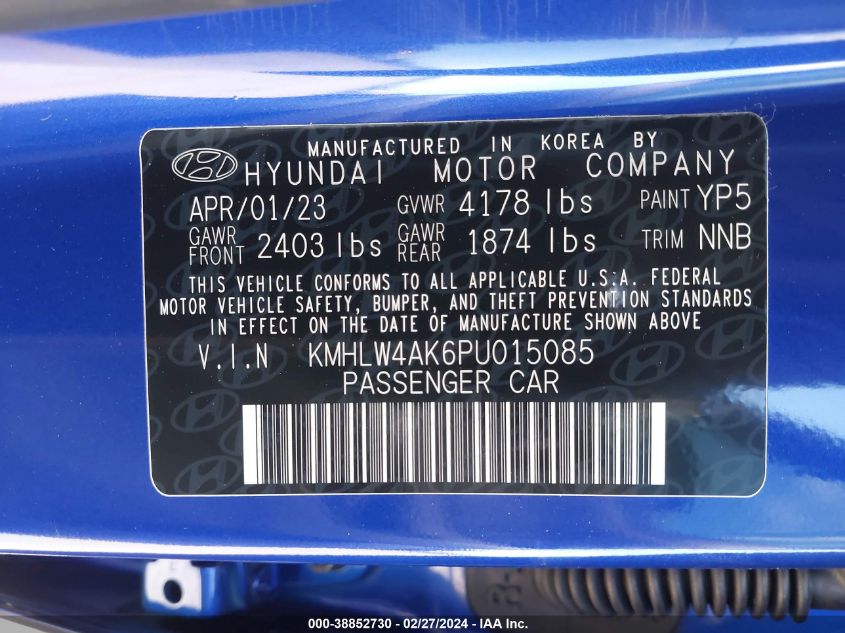 MANUFACTURED IN KOREA BY
HYUNDAI MOTOR COMPANY
APR/01/23 GVWR 4178 lbs PAINT YP5
GAWR FRONT 2403 lbs GAWR REAR 1874 lbs TRIM NNB
THIS VEHICLE CONFORMS TO ALL APPLICABLE U.S.A. FEDERAL
MOTOR VEHICLE SAFETY, BUMPER, AND THEFT PREVENTION STANDARDS
IN EFFECT ON THE DATE OF MANUFACTURE SHOWN ABOVE
V.I.N KMHLW4AK6PU015085
PASSENGER CAR
000-38852730 - 02/27/2024 - IAA Inc.